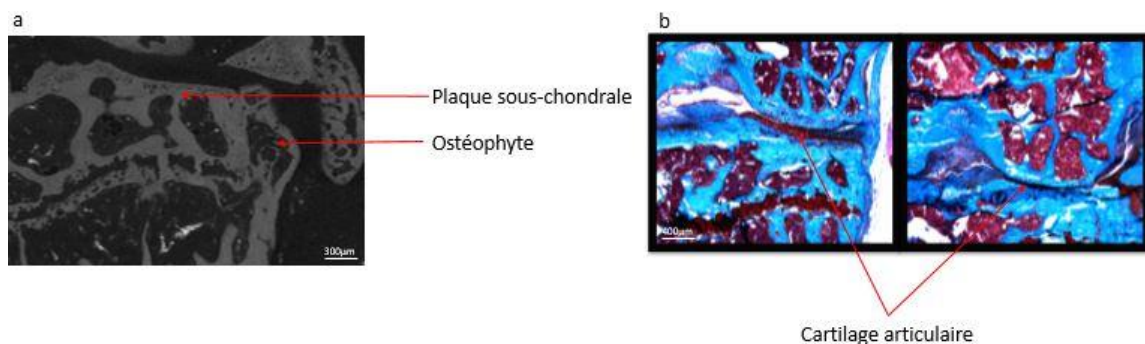 a
b
Plaque sous-chondrale
Ostéophyte
300µm
400µm
Cartilage articulaire